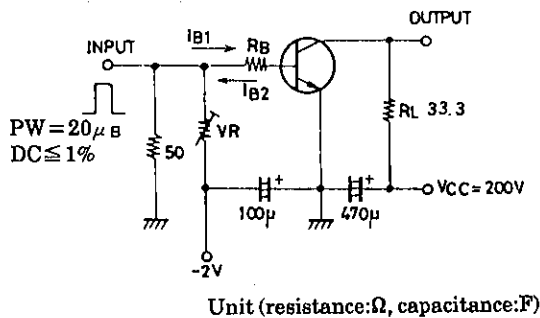 INPUT
IB1
RB
IB2
OUTPUT
PW=20μB
DC≦1%
50
VR
RL 33.3
100μ
+
470μ
+
VCC=200V
-2V
Unit (resistance:Ω, capacitance:F)